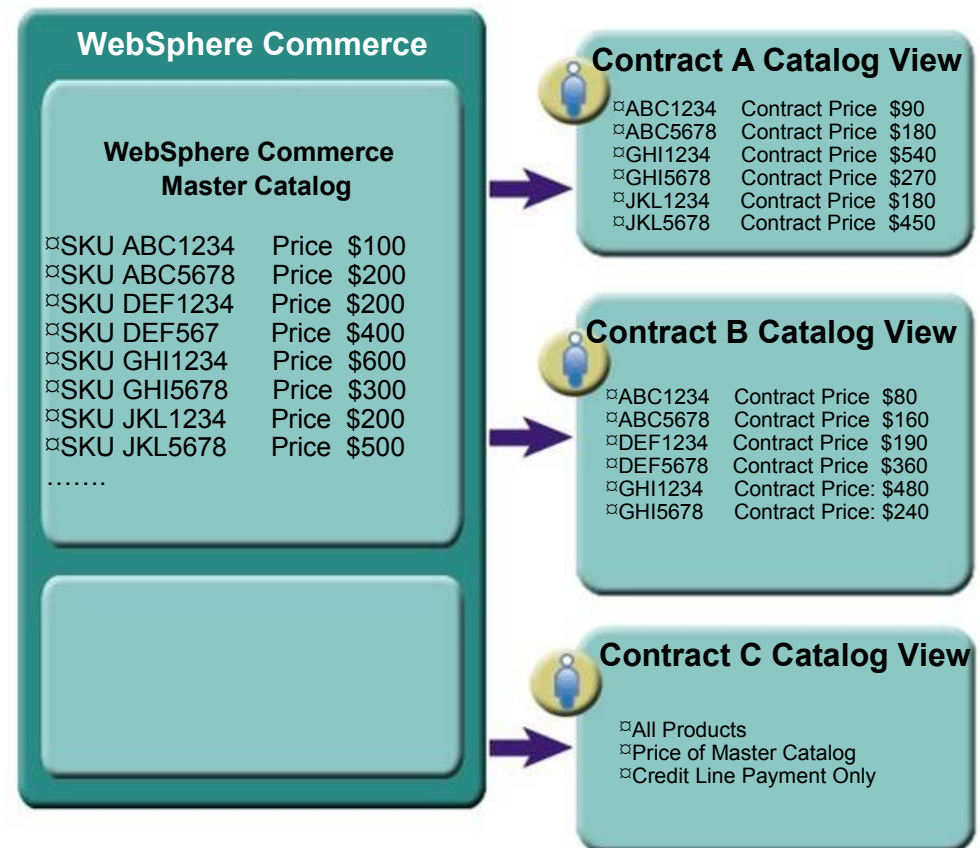 WebSphere Commerce
WebSphere Commerce
Master Catalog
¤SKU ABC1234 Price $100
¤SKU ABC5678 Price $200
¤SKU DEF1234 Price $200
¤SKU DEF567 Price $400
¤SKU GHI1234 Price $600
¤SKU GHI5678 Price $300
¤SKU JKL1234 Price $200
¤SKU JKL5678 Price $500
…….
Contract A Catalog View
¤ABC1234 Contract Price $90
¤ABC5678 Contract Price $180
¤GHI1234 Contract Price $540
¤GHI5678 Contract Price $270
¤JKL1234 Contract Price $180
¤JKL5678 Contract Price $450
Contract B Catalog View
¤ABC1234 Contract Price $80
¤ABC5678 Contract Price $160
¤DEF1234 Contract Price $190
¤DEF5678 Contract Price $360
¤GHI1234 Contract Price: $480
¤GHI5678 Contract Price: $240
Contract C Catalog View
¤All Products
¤Price of Master Catalog
¤Credit Line Payment Only